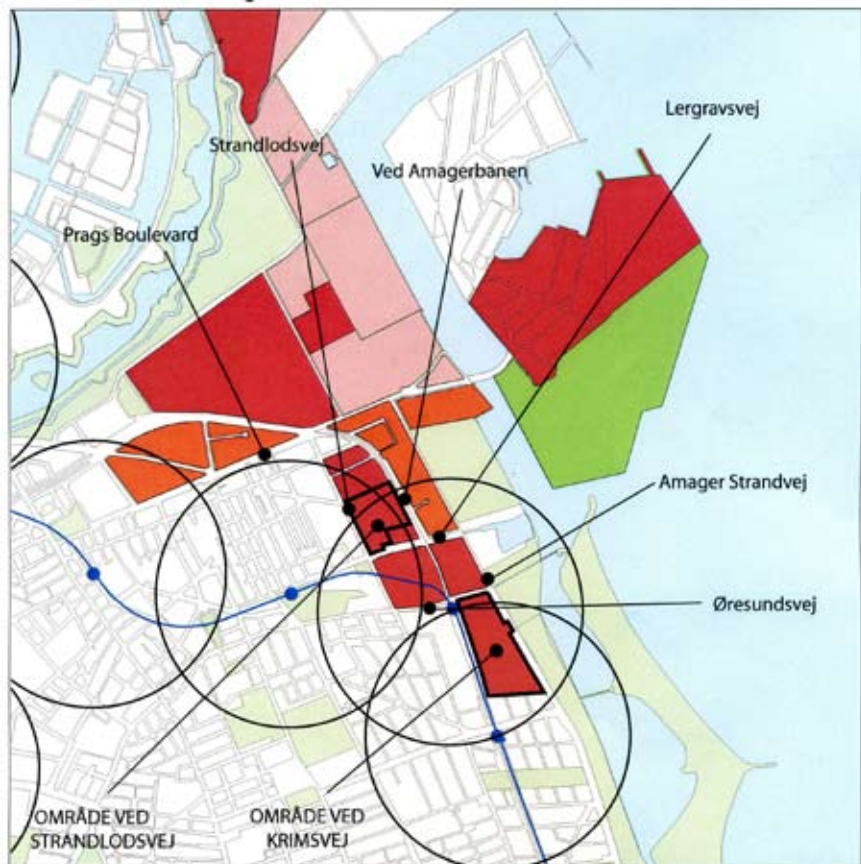 Lergravsvej
Strandlodsvej
Ved Amagerbanen
Prags Boulevard
Amager Strandvej
Øresundsvej
OMRÅDE VED
STRANDLODSVEJ
OMRÅDE VED
KRIMSVEJ